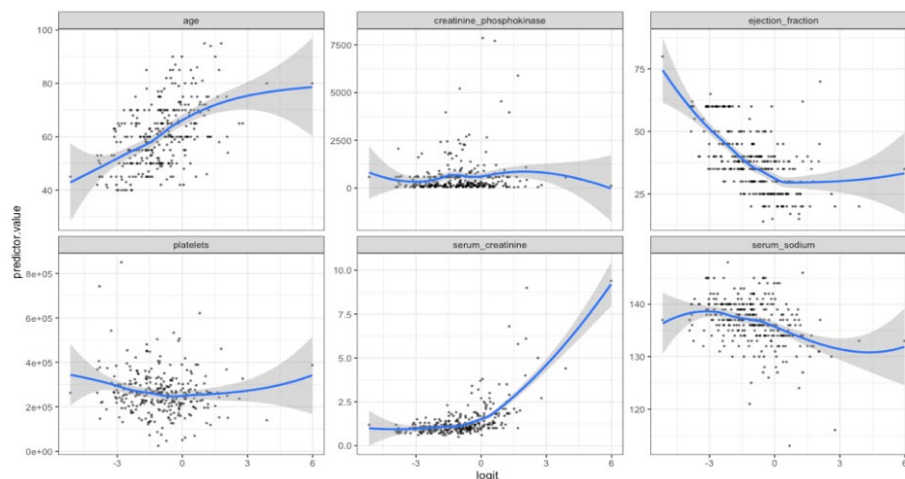 age
creatinine_phosphokinase
ejection_fraction
100
80
60
40
7500
5000
2500
0
75
50
25
predictor.value
platelets
serum_creatinine
serum_sodium
8e+05
6e+05
4e+05
2e+05
0e+00
10.0
7.5
5.0
2.5
0.0
140
130
120
-3 0 3 6
-3 0 3 6
-3 0 3 6
logit